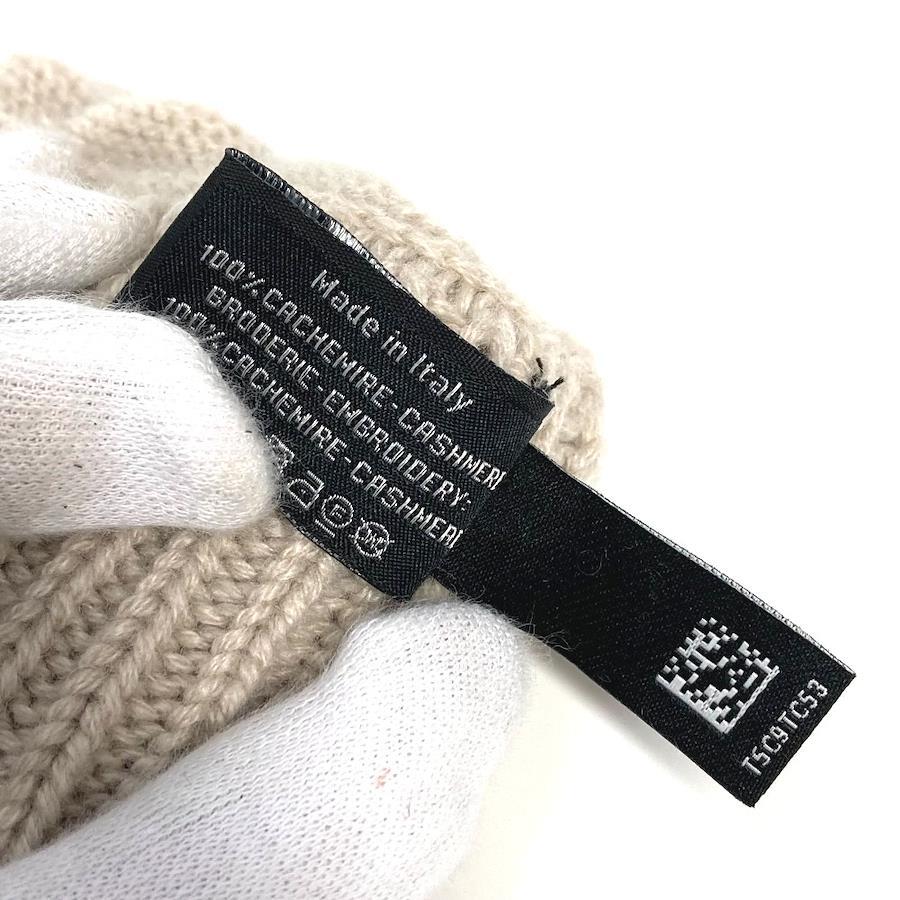 Made in Italy
100%CACHEMIRE-CASHMERE
BRODERIE-EMBROIDERY:
100%CACHEMIRE-CASHMERE
T5C9TC53